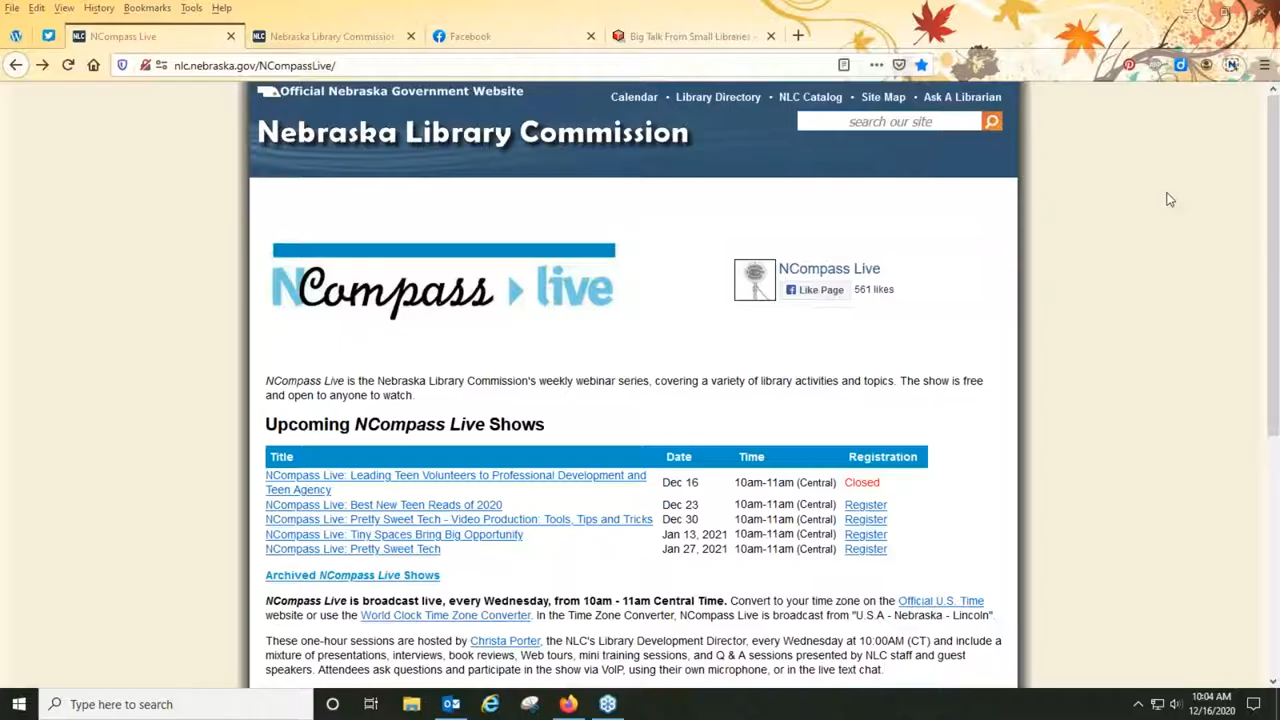 File Edit View History Bookmarks Tools Help
NCompass Live
Nebraska Library Commission
Facebook
Big Talk From Small Libraries –
nlc.nebraska.gov/NCompassLive/
Official Nebraska Government Website
Calendar • Library Directory • NLC Catalog • Site Map • Ask A Librarian
Nebraska Library Commission
search our site
NCompass live
NCompass Live
Like Page 561 likes
NCompass Live is the Nebraska Library Commission's weekly webinar series, covering a variety of library activities and topics. The show is free
and open to anyone to watch.
Upcoming NCompass Live Shows
Title Date Time Registration
NCompass Live: Leading Teen Volunteers to Professional Development and
Teen Agency Dec 16 10am-11am (Central) Closed
NCompass Live: Best New Teen Reads of 2020 Dec 23 10am-11am (Central) Register
NCompass Live: Pretty Sweet Tech - Video Production: Tools, Tips and Tricks Dec 30 10am-11am (Central) Register
NCompass Live: Tiny Spaces Bring Big Opportunity Jan 13, 2021 10am-11am (Central) Register
NCompass Live: Pretty Sweet Tech Jan 27, 2021 10am-11am (Central) Register
Archived NCompass Live Shows
NCompass Live is broadcast live, every Wednesday, from 10am - 11am Central Time. Convert to your time zone on the Official U.S. Time
website or use the World Clock Time Zone Converter. In the Time Zone Converter, NCompass Live is broadcast from "U.S.A - Nebraska - Lincoln".
These one-hour sessions are hosted by Christa Porter, the NLC's Library Development Director, every Wednesday at 10:00AM (CT) and include a
mixture of presentations, interviews, book reviews, Web tours, mini training sessions, and Q & A sessions presented by NLC staff and guest
speakers. Attendees ask questions and participate in the show via VoIP, using their own microphone, or in the live text chat.
Type here to search
10:04 AM
12/16/2020